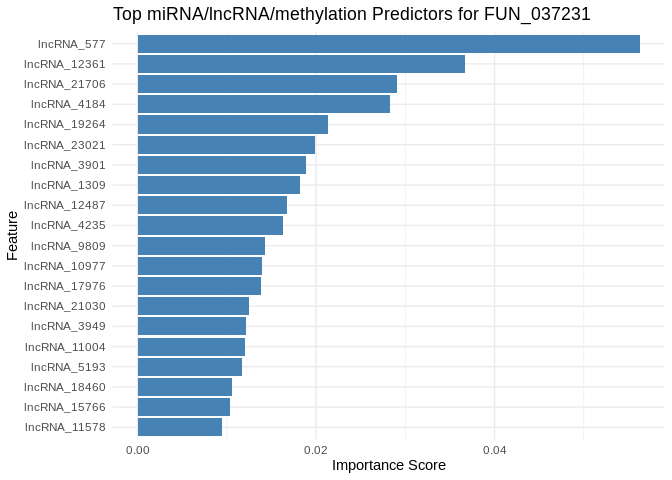 Top miRNA/lncRNA/methylation Predictors for FUN_037231
lncRNA_577
lncRNA_12361
lncRNA_21706
lncRNA_4184
lncRNA_19264
lncRNA_23021
lncRNA_3901
lncRNA_1309
lncRNA_12487
lncRNA_4235
lncRNA_9809
lncRNA_10977
lncRNA_17976
lncRNA_21030
lncRNA_3949
lncRNA_11004
lncRNA_5193
lncRNA_18460
lncRNA_15766
lncRNA_11578
Feature
0.00 0.02 0.04
Importance Score